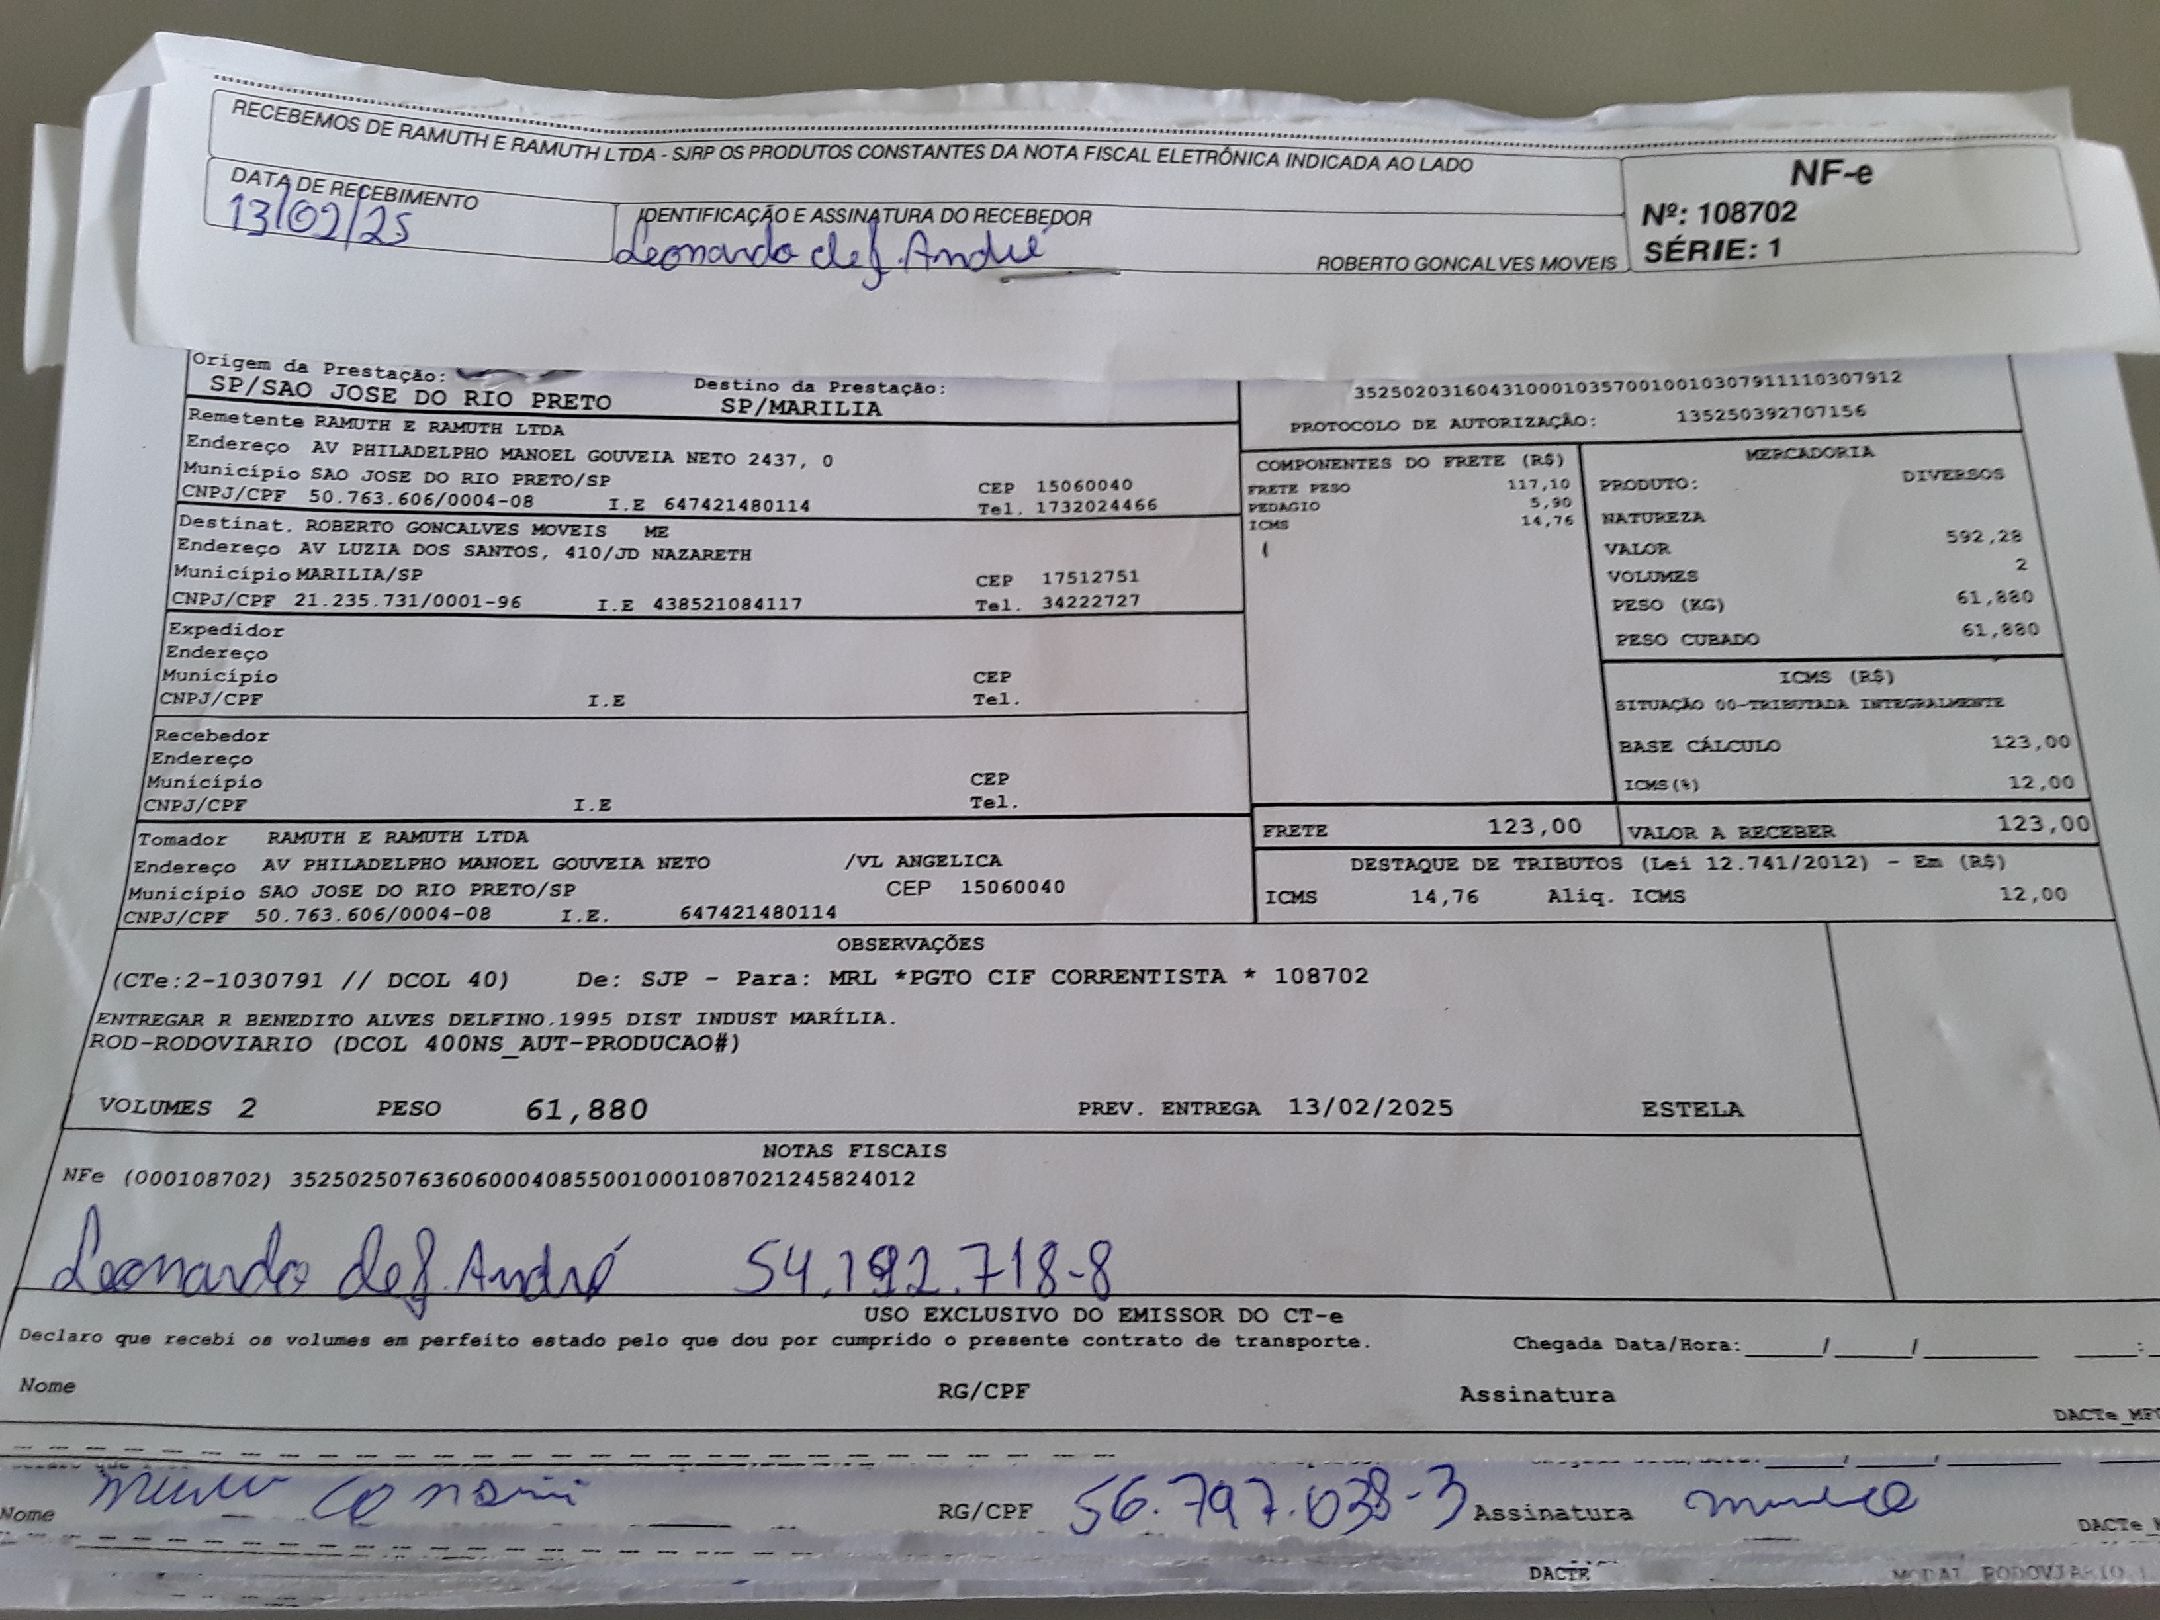 RECEBEMOS DE RAMUTH E RAMUTH LTDA - SJRP OS PRODUTOS CONSTANTES DA NOTA FISCAL ELETRÔNICA INDICADA AO LADO
NF-e
Nº: 108702
SÉRIE: 1
DATA DE RECEBIMENTO
13/02/25
IDENTIFICAÇÃO E ASSINATURA DO RECEBEDOR
Leonardo de J. André
ROBERTO GONCALVES MOVEIS
Origem da Prestação: Destino da Prestação:
SP/SAO JOSE DO RIO PRETO SP/MARILIA
Remetente RAMUTH E RAMUTH LTDA
Endereço AV PHILADELPHO MANOEL GOUVEIA NETO 2437, 0
Município SAO JOSE DO RIO PRETO/SP CEP 15060040
CNPJ/CPF 50.763.606/0004-08 I.E 647421480114 Tel. 1732024466
Destinat. ROBERTO GONCALVES MOVEIS ME
Endereço AV LUZIA DOS SANTOS, 410/JD NAZARETH
Município MARILIA/SP CEP 17512751
CNPJ/CPF 21.235.731/0001-96 I.E 438521084117 Tel. 34222727
Expedidor
Endereço
Município CEP
CNPJ/CPF I.E Tel.
Recebedor
Endereço
Município CEP
CNPJ/CPF I.E Tel.
Tomador RAMUTH E RAMUTH LTDA
Endereço AV PHILADELPHO MANOEL GOUVEIA NETO /VL ANGELICA
Município SAO JOSE DO RIO PRETO/SP CEP 15060040
CNPJ/CPF 50.763.606/0004-08 I.E. 647421480114
35250203160431000103570010010307911110307912
PROTOCOLO DE AUTORIZAÇÃO: 135250392707156
COMPONENTES DO FRETE (R$)
FRETE PESO 117,10
PEDAGIO 5,90
ICMS 14,76
MERCADORIA
PRODUTO: DIVERSOS
NATUREZA
VALOR 592,28
VOLUMES 2
PESO (KG) 61,880
PESO CUBADO 61,880
ICMS (R$)
SITUAÇÃO 00-TRIBUTADA INTEGRALMENTE
BASE CÁLCULO 123,00
ICMS(%) 12,00
FRETE 123,00 VALOR A RECEBER 123,00
DESTAQUE DE TRIBUTOS (Lei 12.741/2012) - Em (R$)
ICMS 14,76 Aliq. ICMS 12,00
OBSERVAÇÕES
(CTe:2-1030791 // DCOL 40) De: SJP - Para: MRL *PGTO CIF CORRENTISTA * 108702
ENTREGAR R BENEDITO ALVES DELFINO,1995 DIST INDUST MARÍLIA.
ROD-RODOVIARIO (DCOL 400NS_AUT-PRODUCAO#)
VOLUMES 2 PESO 61,880 PREV. ENTREGA 13/02/2025 ESTELA
NOTAS FISCAIS
NFe (000108702) 35250250763606000408550010001087021245824012
Leonardo de J. André 54.192.718-8
USO EXCLUSIVO DO EMISSOR DO CT-e
Declaro que recebi os volumes em perfeito estado pelo que dou por cumprido o presente contrato de transporte. Chegada Data/Hora:____/____/______ ___:
Nome RG/CPF Assinatura
DACTe_
Nome RG/CPF 56.797.038-3 Assinatura
DACTe_
DACTE MODAL RODOVIARIO